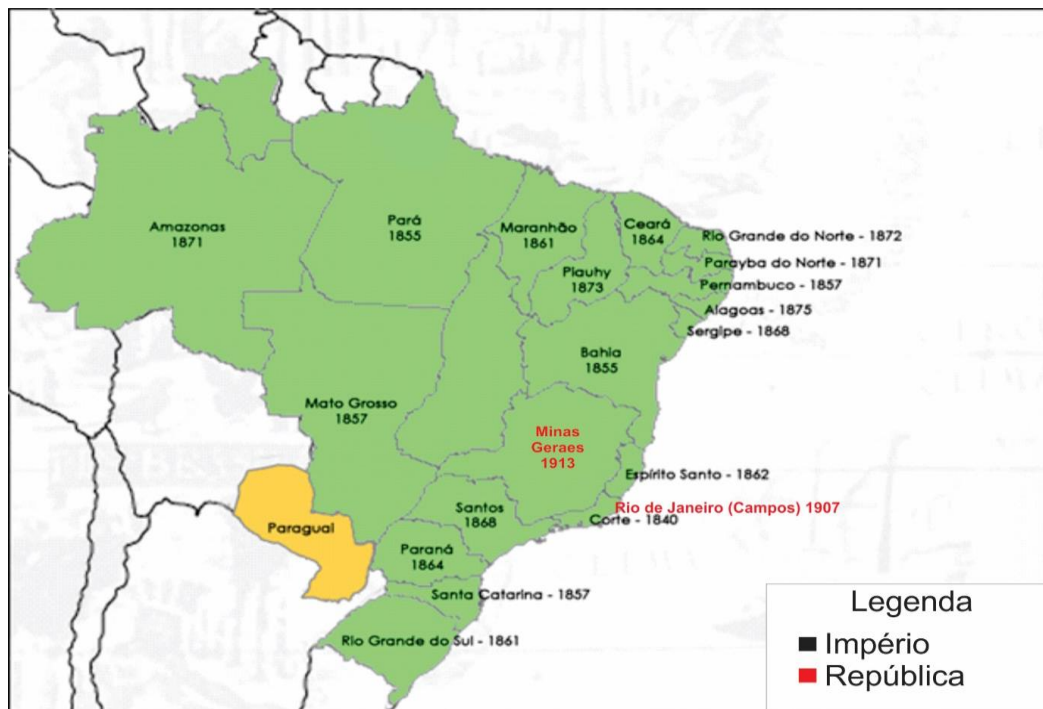 Amazonas
1871
Pará
1855
Maranhão
1861
Ceará
1864
Rio Grande do Norte - 1872
Parayba do Norte - 1871
Piauhy
1873
Pernambuco - 1857
Alagoas - 1875
Sergipe - 1868
Bahia
1855
Mato Grosso
1857
Minas
Geraes
1913
Espírito Santo - 1862
Rio de Janeiro (Campos) 1907
Santos
1868
Corte - 1840
Paraguai
Paraná
1864
Santa Catarina - 1857
Rio Grande do Sul - 1861
Legenda
Império
República